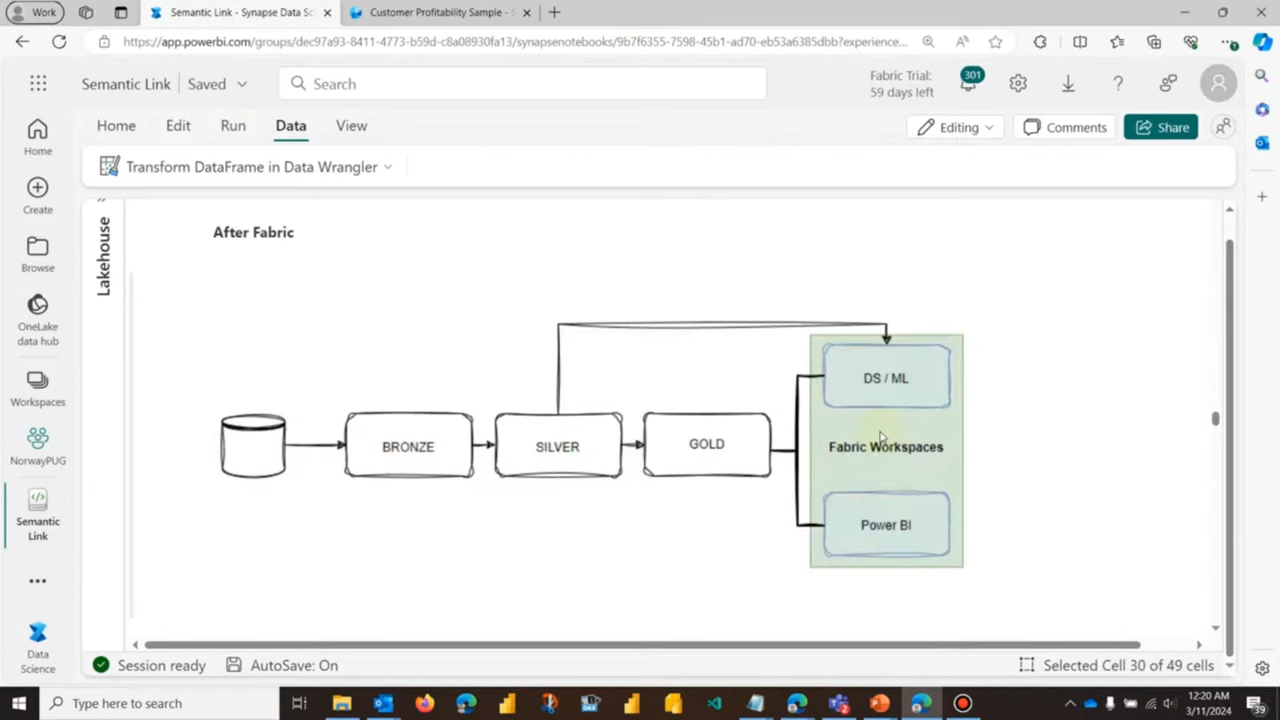 Work
Semantic Link - Synapse Data Sc
Customer Profitability Sample -
https://app.powerbi.com/groups/dec97a93-8411-4773-b59d-c8a08930fa13/synapsenotebooks/9b7f6355-7598-45b1-ad70-eb53a6385dbb?experience...
Semantic Link
Saved
Search
Fabric Trial:
59 days left
301
Home
Edit
Run
Data
View
Editing
Comments
Share
Transform DataFrame in Data Wrangler
Home
Create
Browse
OneLake
data hub
Workspaces
NorwayPUG
Semantic
Link
Data
Science
Lakehouse
After Fabric
BRONZE
SILVER
GOLD
DS / ML
Fabric Workspaces
Power BI
Session ready
AutoSave: On
Selected Cell 30 of 49 cells
Type here to search
12:20 AM
3/11/2024
39